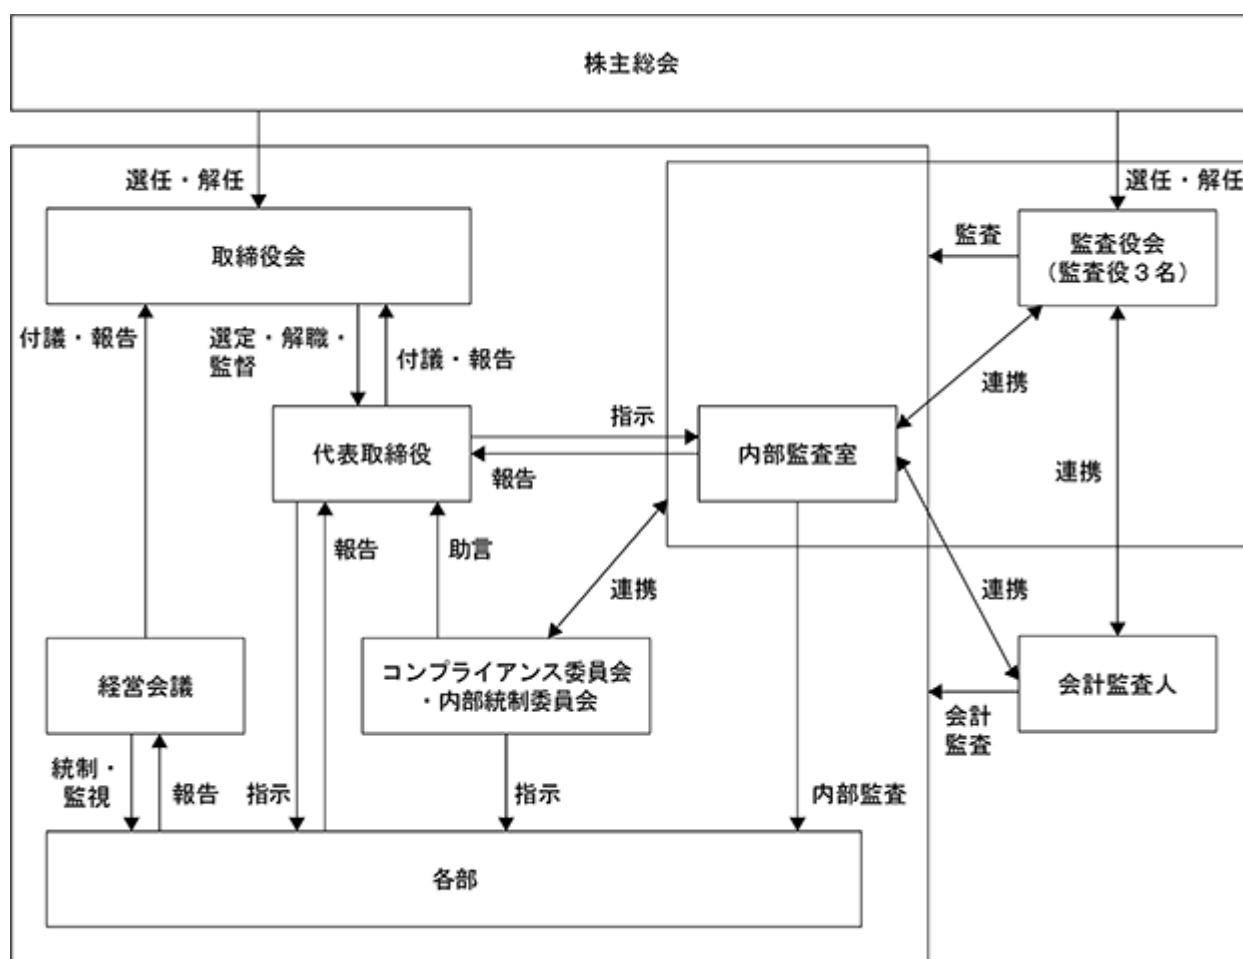 株主総会
選任・解任
選任・解任
取締役会
監査
監査役会
（監査役３名）
付議・報告
選定・解職・
監督
付議・報告
連携
指示
代表取締役
内部監査室
報告
連携
報告
助言
連携
連携
経営会議
コンプライアンス委員会
・内部統制委員会
会計監査人
会計
監査
統制・
監視
報告
指示
指示
内部監査
各部